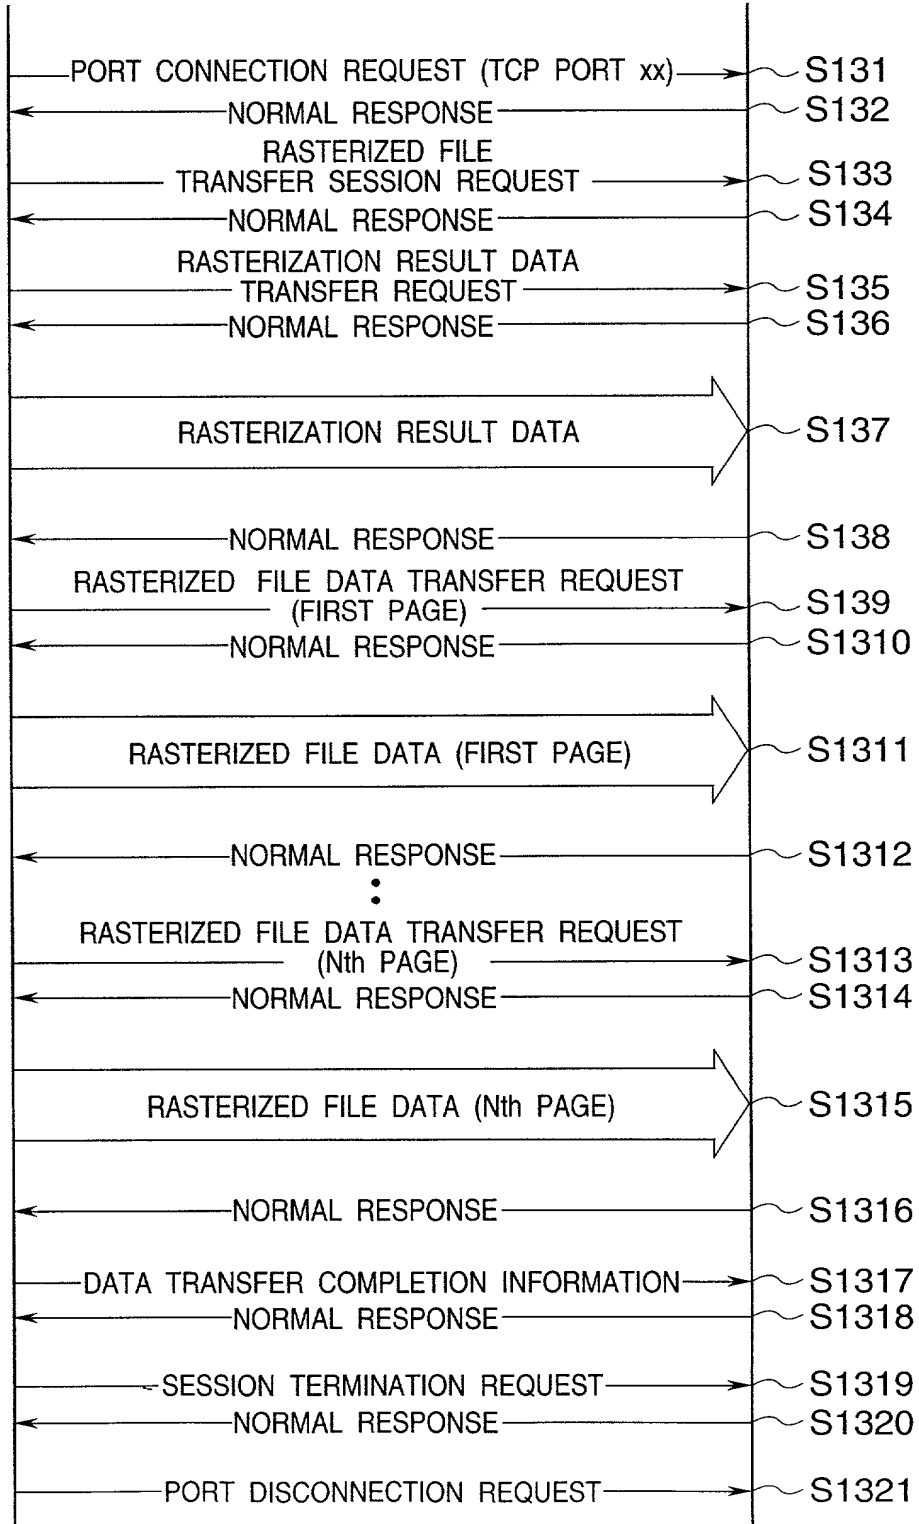 PORT CONNECTION REQUEST (TCP PORT xx) S131
NORMAL RESPONSE S132
RASTERIZED FILE
TRANSFER SESSION REQUEST S133
NORMAL RESPONSE S134
RASTERIZATION RESULT DATA
TRANSFER REQUEST S135
NORMAL RESPONSE S136
RASTERIZATION RESULT DATA S137
NORMAL RESPONSE S138
RASTERIZED FILE DATA TRANSFER REQUEST
(FIRST PAGE) S139
NORMAL RESPONSE S1310
RASTERIZED FILE DATA (FIRST PAGE) S1311
NORMAL RESPONSE S1312
RASTERIZED FILE DATA TRANSFER REQUEST
(Nth PAGE) S1313
NORMAL RESPONSE S1314
RASTERIZED FILE DATA (Nth PAGE) S1315
NORMAL RESPONSE S1316
DATA TRANSFER COMPLETION INFORMATION S1317
NORMAL RESPONSE S1318
SESSION TERMINATION REQUEST S1319
NORMAL RESPONSE S1320
PORT DISCONNECTION REQUEST S1321